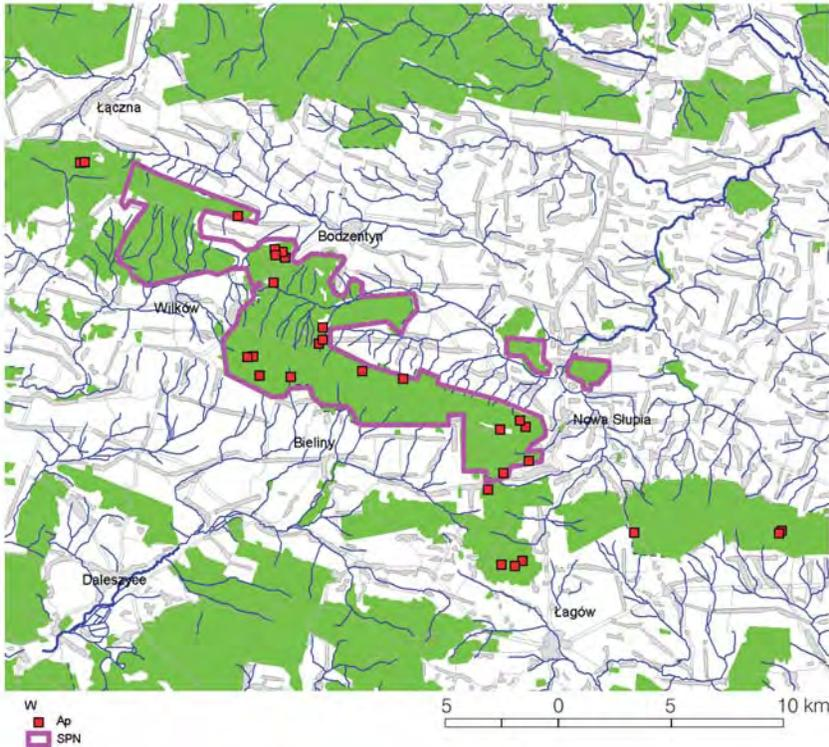 Łączna
Bodzentyn
Wilków
Nowa Słupia
Bieliny
Daleszyce
Łagów
W
Ap
SPN
5 0 5 10 km